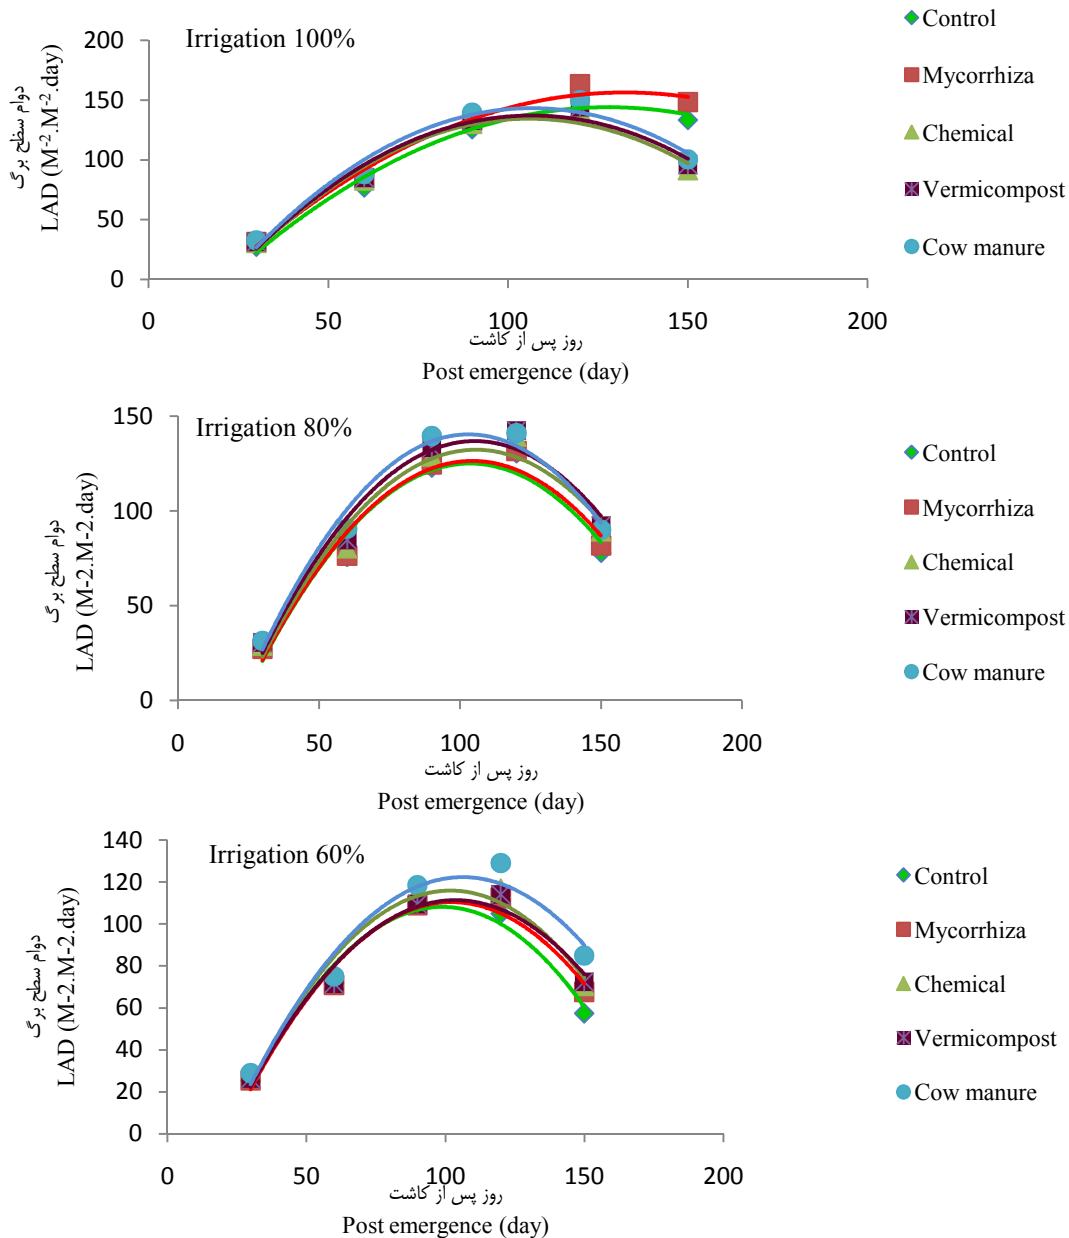 Irrigation 100%
دوام سطح برگ
LAD (M⁻².M⁻².day)
200
150
100
50
0
0 50 100 150 200
روز پس از کاشت
Post emergence (day)
Control
Mycorrhiza
Chemical
Vermicompost
Cow manure
Irrigation 80%
دوام سطح برگ
LAD (M-2.M-2.day)
150
100
50
0
0 50 100 150 200
روز پس از کاشت
Post emergence (day)
Control
Mycorrhiza
Chemical
Vermicompost
Cow manure
Irrigation 60%
دوام سطح برگ
LAD (M-2.M-2.day)
140
120
100
80
60
40
20
0
0 50 100 150 200
روز پس از کاشت
Post emergence (day)
Control
Mycorrhiza
Chemical
Vermicompost
Cow manure